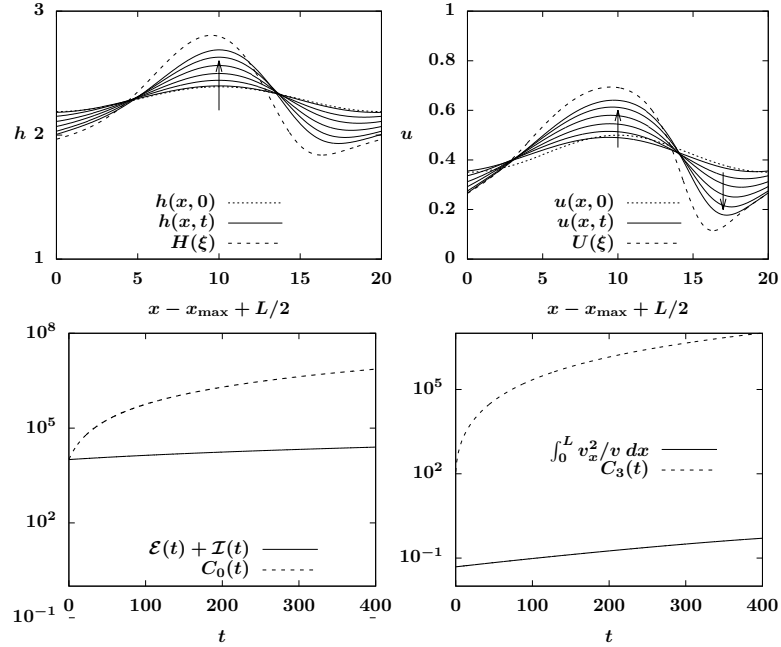 3
h 2
1
h(x, 0)
h(x, t)
H(ξ)
0 5 10 15 20
x − x_max + L/2
1
0.8
0.6
u
0.4
0.2
0
u(x, 0)
u(x, t)
U(ξ)
0 5 10 15 20
x − x_max + L/2
10^8
10^5
10^2
10^−1
ℰ(t) + ℐ(t)
C_0(t)
0 100 200 300 400
t
10^5
10^2
10^−1
∫_0^L v_x^2/v dx
C_3(t)
0 100 200 300 400
t